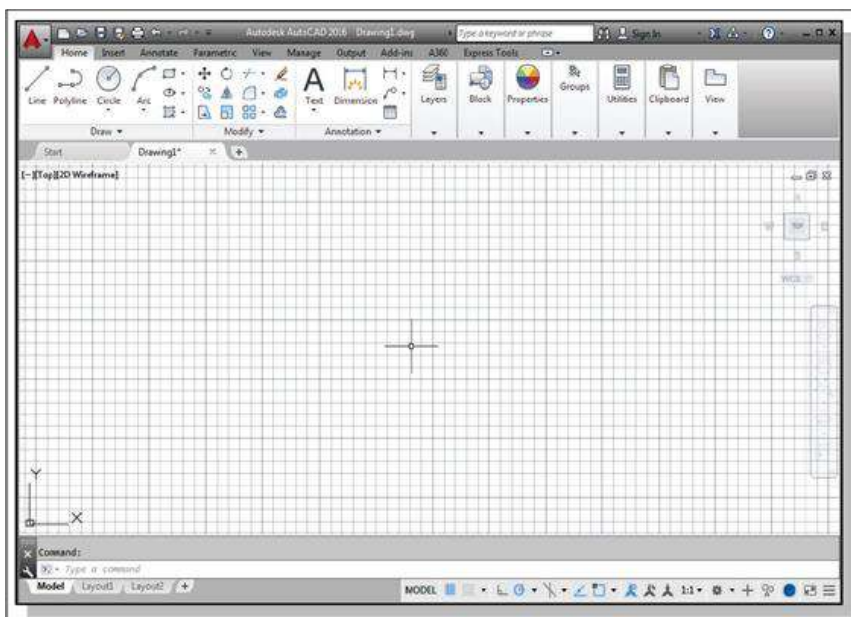 Autodesk AutoCAD 2016 Drawing1.dwg Type a keyword or phrase Sign In
Home Insert Annotate Parametric View Manage Output Add-ins A360 Express Tools
Line Polyline Circle Arc Text Dimension Layers Block Properties Groups Utilities Clipboard View
Draw Modify Annotation
Start Drawing1*
[−][Top][2D Wireframe]
TOP
WCS
Y
X
Command:
Type a command
Model Layout1 Layout2 +
MODEL 1:1